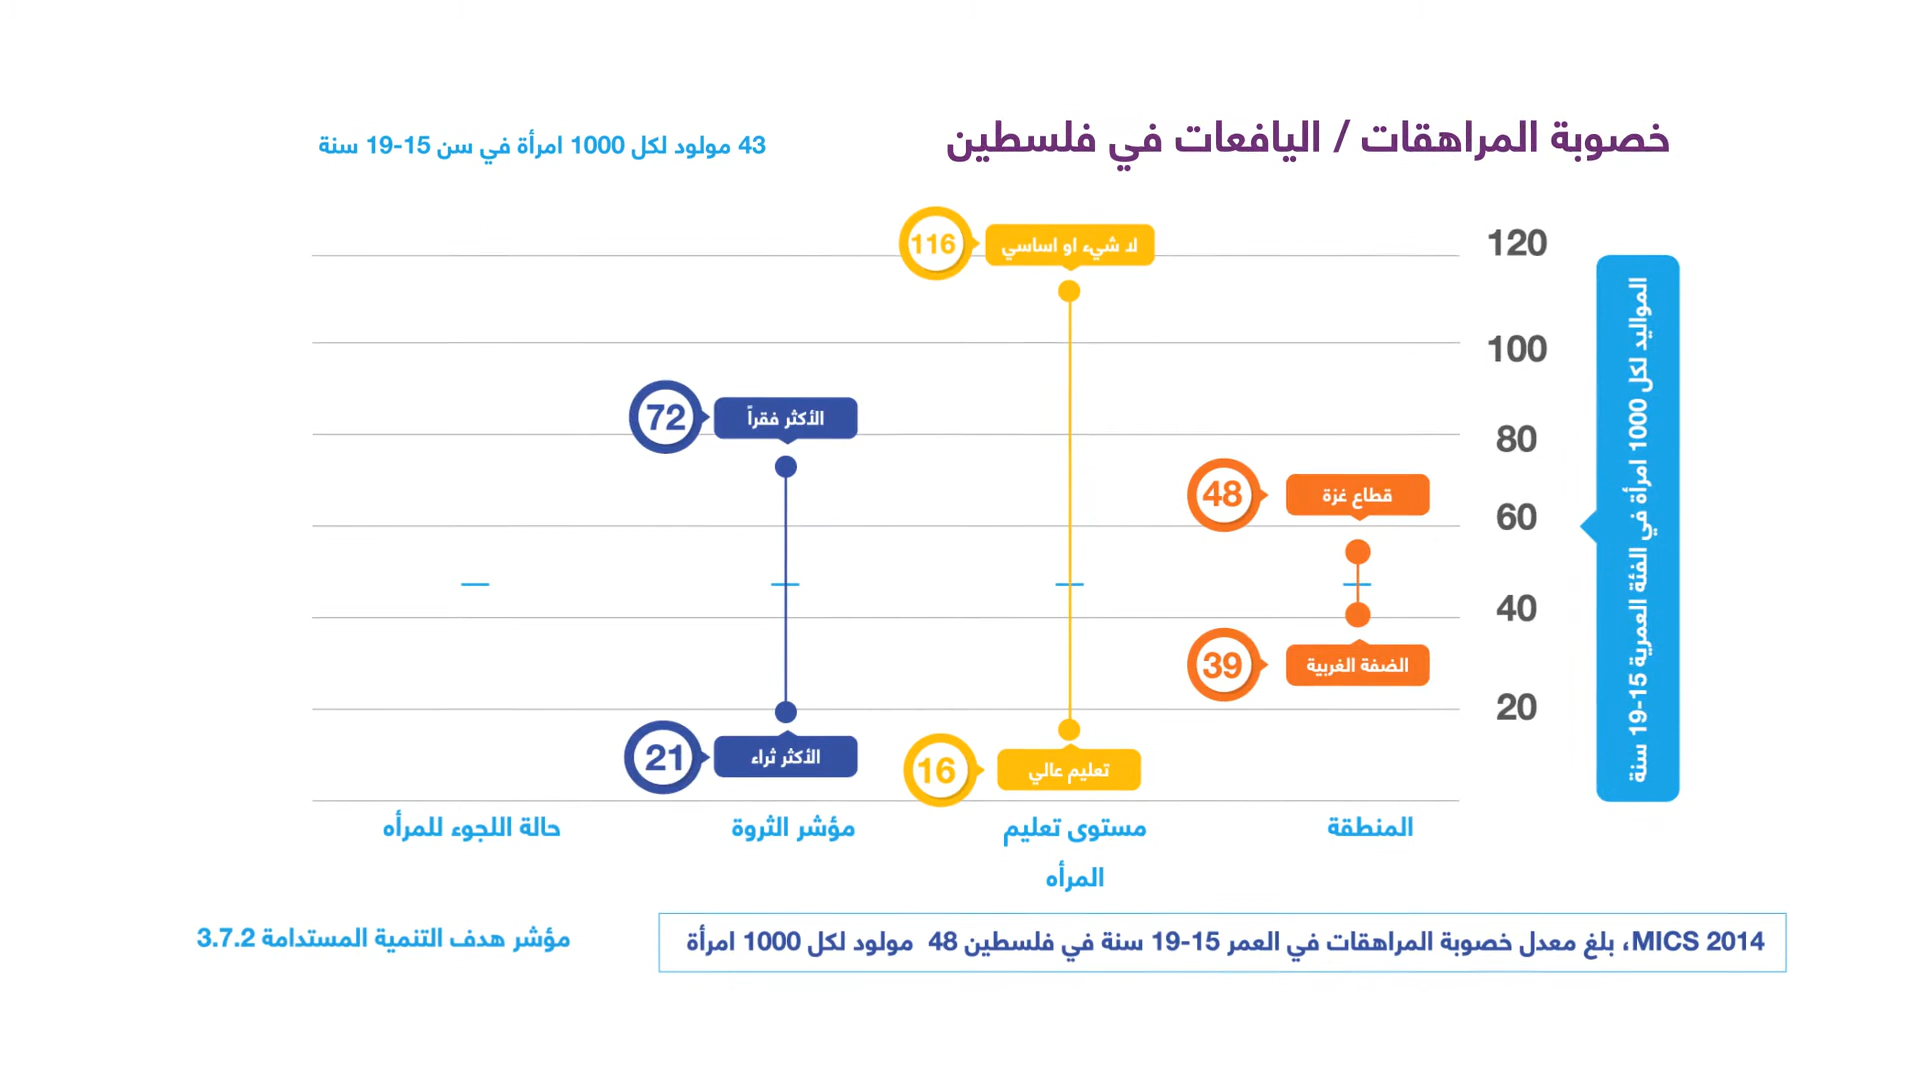 خصوبة المراهقات / اليافعات في فلسطين
43 مولود لكل 1000 امرأة في سن 15-19 سنة
المواليد لكل 1000 امرأة في الفئة العمرية 15-19 سنة
120
100
80
60
40
20
لا شيء او اساسي
116
الأكثر فقراً
72
قطاع غزة
48
الضفة الغربية
39
الأكثر ثراء
21
تعليم عالي
16
المنطقة
مستوى تعليم
المرأه
مؤشر الثروة
حالة اللجوء للمرأه
MICS 2014، بلغ معدل خصوبة المراهقات في العمر 15-19 سنة في فلسطين 48 مولود لكل 1000 امرأة
مؤشر هدف التنمية المستدامة 3.7.2